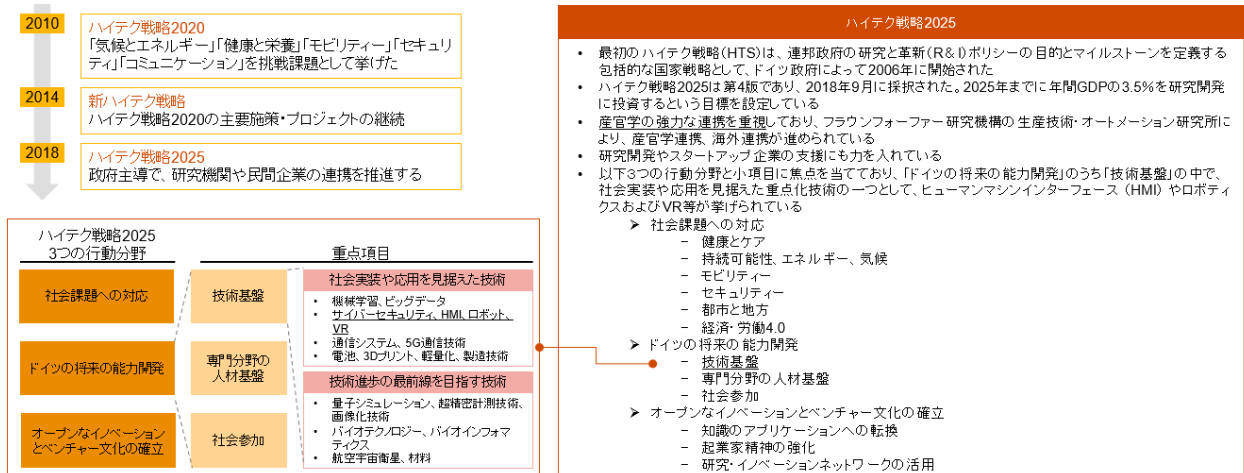 2010
ハイテク戦略2020
「気候とエネルギー」「健康と栄養」「モビリティー」「セキュリ
ティ」「コミュニケーション」を挑戦課題として挙げた
2014
新ハイテク戦略
ハイテク戦略2020の主要施策・プロジェクトの継続
2018
ハイテク戦略2025
政府主導で、研究機関や民間企業の連携を推進する
ハイテク戦略2025
3つの行動分野
重点項目
社会課題への対応
ドイツの将来の能力開発
オープンなイノベーション
とベンチャー文化の確立
技術基盤
専門分野の
人材基盤
社会参加
社会実装や応用を見据えた技術
• 機械学習、ビッグデータ
• サイバーセキュリティ、HMI、ロボット、
VR
• 通信システム、5G通信技術
• 電池、3Dプリント、軽量化、製造技術
技術進歩の最前線を目指す技術
• 量子シミュレーション、超精密計測技術、
画像化技術
• バイオテクノロジー、バイオインフォマ
ティクス
• 航空宇宙衛星、材料
ハイテク戦略2025
• 最初のハイテク戦略(HTS)は、連邦政府の研究と革新(R&I)ポリシーの目的とマイルストーンを定義する
包括的な国家戦略として、ドイツ政府によって2006年に開始された
• ハイテク戦略2025は第4版であり、2018年9月に採択された。2025年までに年間GDPの3.5%を研究開発
に投資するという目標を設定している
• 産官学の強力な連携を重視しており、フラウンフォーファー研究機構の生産技術・オートメーション研究所に
より、産官学連携、海外連携が進められている
• 研究開発やスタートアップ企業の支援にも力を入れている
• 以下3つの行動分野と小項目に焦点を当てており、「ドイツの将来の能力開発」のうち「技術基盤」の中で、
社会実装や応用を見据えた重点化技術の一つとして、ヒューマンマシンインターフェース (HMI) やロボティ
クスおよびVR等が挙げられている
➤ 社会課題への対応
– 健康とケア
– 持続可能性、エネルギー、気候
– モビリティー
– セキュリティー
– 都市と地方
– 経済・労働4.0
➤ ドイツの将来の能力開発
– 技術基盤
– 専門分野の人材基盤
– 社会参加
➤ オープンなイノベーションとベンチャー文化の確立
– 知識のアプリケーションへの転換
– 起業家精神の強化
– 研究・イノベーションネットワークの活用